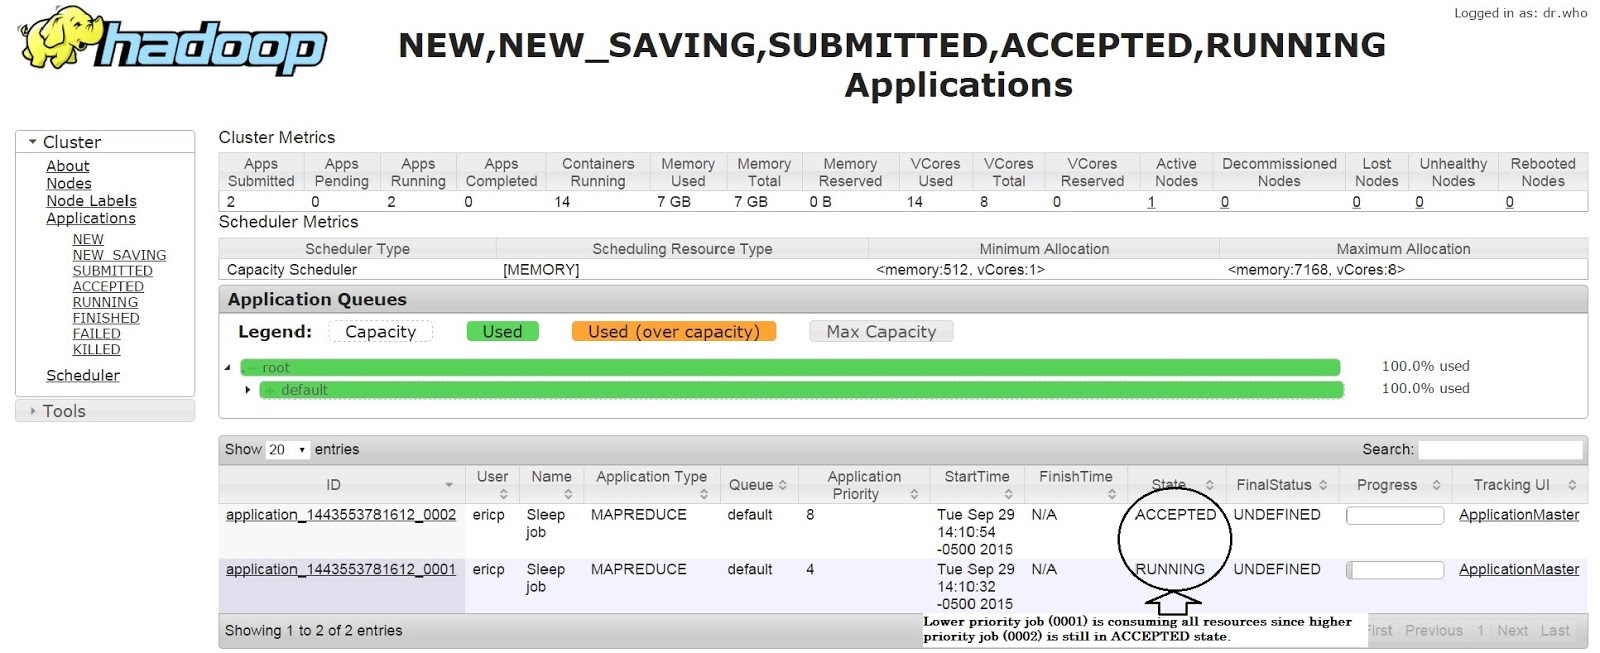 Logged in as: dr.who
hadoop
NEW,NEW_SAVING,SUBMITTED,ACCEPTED,RUNNING
Applications
Cluster
About
Nodes
Node Labels
Applications
NEW
NEW_SAVING
SUBMITTED
ACCEPTED
RUNNING
FINISHED
FAILED
KILLED
Scheduler
Tools
Cluster Metrics
Apps Submitted Apps Pending Apps Running Apps Completed Containers Running Memory Used Memory Total Memory Reserved VCores Used VCores Total VCores Reserved Active Nodes Decommissioned Nodes Lost Nodes Unhealthy Nodes Rebooted Nodes
2 0 2 0 14 7 GB 7 GB 0 B 14 8 0 1 0 0 0 0
Scheduler Metrics
Scheduler Type Scheduling Resource Type Minimum Allocation Maximum Allocation
Capacity Scheduler [MEMORY] <memory:512, vCores:1> <memory:7168, vCores:8>
Application Queues
Legend: Capacity Used Used (over capacity) Max Capacity
root 100.0% used
default 100.0% used
Show 20 entries Search:
ID User Name Application Type Queue Application Priority StartTime FinishTime State FinalStatus Progress Tracking UI
application_1443553781612_0002 ericp Sleep MAPREDUCE default 8 Tue Sep 29 N/A ACCEPTED UNDEFINED ApplicationMaster
job 14:10:54
-0500 2015
application_1443553781612_0001 ericp Sleep MAPREDUCE default 4 Tue Sep 29 N/A RUNNING UNDEFINED ApplicationMaster
job 14:10:32
-0500 2015
Lower priority job (0001) is consuming all resources since higher
priority job (0002) is still in ACCEPTED state.
Showing 1 to 2 of 2 entries Previous 1 Next Last